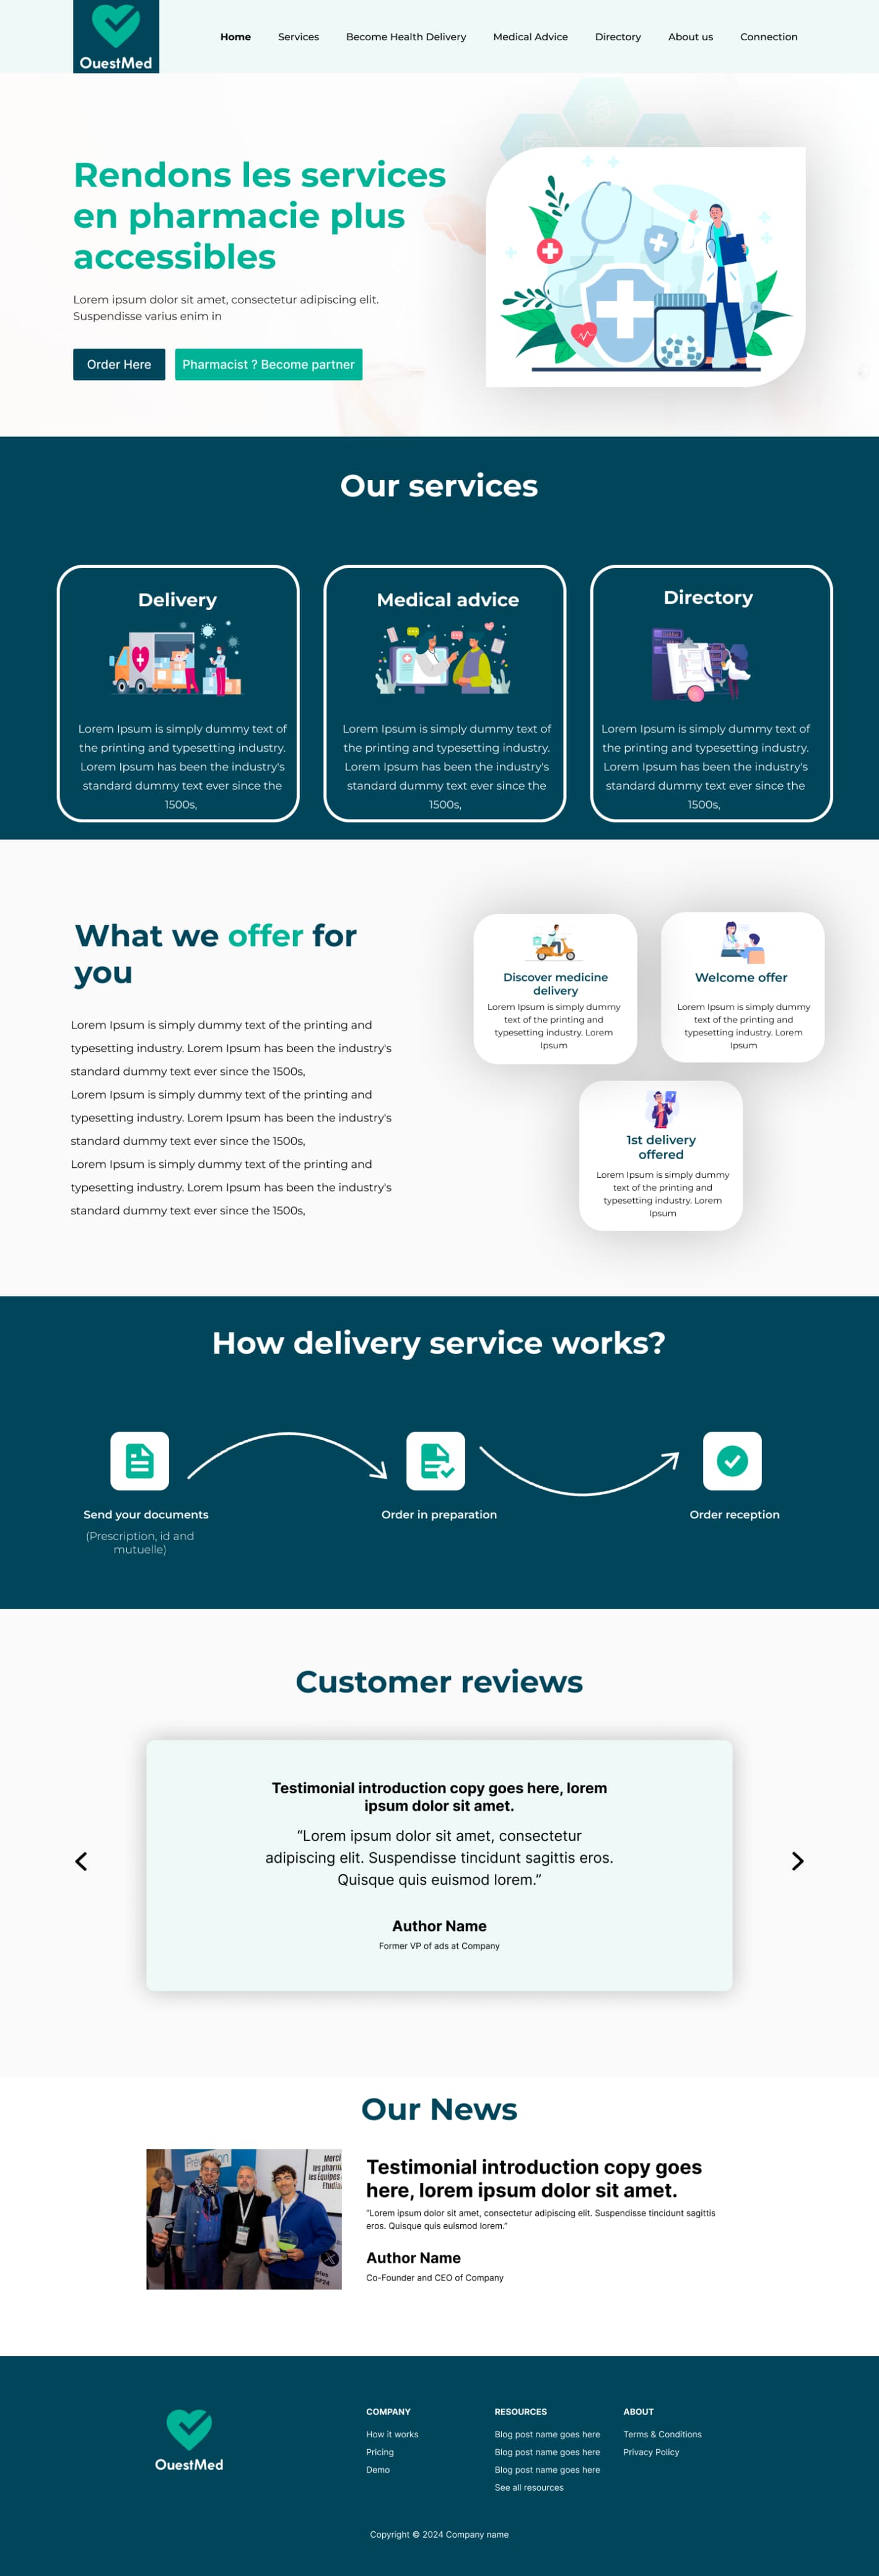 OuestMed
Home
Services
Become Health Delivery
Medical Advice
Directory
About us
Connection
Rendons les services
en pharmacie plus
accessibles
Lorem ipsum dolor sit amet, consectetur adipiscing elit.
Suspendisse varius enim in
Order Here
Pharmacist ? Become partner
Our services
Delivery
Lorem Ipsum is simply dummy text of
the printing and typesetting industry.
Lorem Ipsum has been the industry's
standard dummy text ever since the
1500s,
Medical advice
Lorem Ipsum is simply dummy text of
the printing and typesetting industry.
Lorem Ipsum has been the industry's
standard dummy text ever since the
1500s,
Directory
Lorem Ipsum is simply dummy text of
the printing and typesetting industry.
Lorem Ipsum has been the industry's
standard dummy text ever since the
1500s,
What we offer for
you
Lorem Ipsum is simply dummy text of the printing and
typesetting industry. Lorem Ipsum has been the industry's
standard dummy text ever since the 1500s,
Lorem Ipsum is simply dummy text of the printing and
typesetting industry. Lorem Ipsum has been the industry's
standard dummy text ever since the 1500s,
Lorem Ipsum is simply dummy text of the printing and
typesetting industry. Lorem Ipsum has been the industry's
standard dummy text ever since the 1500s,
Discover medicine
delivery
Lorem Ipsum is simply dummy
text of the printing and
typesetting industry. Lorem
Ipsum
Welcome offer
Lorem Ipsum is simply dummy
text of the printing and
typesetting industry. Lorem
Ipsum
1st delivery
offered
Lorem Ipsum is simply dummy
text of the printing and
typesetting industry. Lorem
Ipsum
How delivery service works?
Send your documents
(Prescription, id and
mutuelle)
Order in preparation
Order reception
Customer reviews
Testimonial introduction copy goes here, lorem
ipsum dolor sit amet.
“Lorem ipsum dolor sit amet, consectetur
adipiscing elit. Suspendisse tincidunt sagittis eros.
Quisque quis euismod lorem.”
Author Name
Former VP of ads at Company
Our News
Merci
les pharm
les Équipes
Etudia
Testimonial introduction copy goes
here, lorem ipsum dolor sit amet.
“Lorem ipsum dolor sit amet, consectetur adipiscing elit. Suspendisse tincidunt sagittis
eros. Quisque quis euismod lorem.”
Author Name
Co-Founder and CEO of Company
OuestMed
COMPANY
How it works
Pricing
Demo
RESOURCES
Blog post name goes here
Blog post name goes here
Blog post name goes here
See all resources
ABOUT
Terms & Conditions
Privacy Policy
Copyright © 2024 Company name